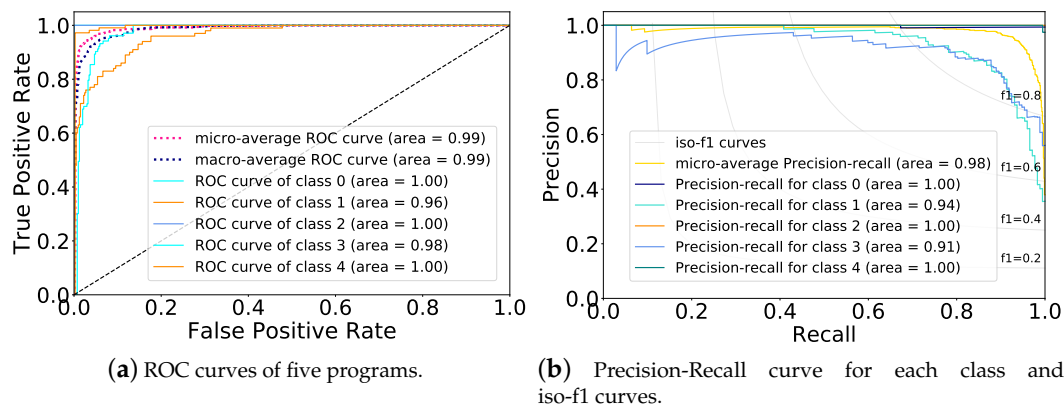 True Positive Rate
1.0
0.8
0.6
0.4
0.2
0.0
micro-average ROC curve (area = 0.99)
macro-average ROC curve (area = 0.99)
ROC curve of class 0 (area = 1.00)
ROC curve of class 1 (area = 0.96)
ROC curve of class 2 (area = 1.00)
ROC curve of class 3 (area = 0.98)
ROC curve of class 4 (area = 1.00)
0.0 0.2 0.4 0.6 0.8 1.0
False Positive Rate
(a) ROC curves of five programs.
Precision
1.0
0.8
0.6
0.4
0.2
0.0
f1=0.8
f1=0.6
f1=0.4
f1=0.2
iso-f1 curves
micro-average Precision-recall (area = 0.98)
Precision-recall for class 0 (area = 1.00)
Precision-recall for class 1 (area = 0.94)
Precision-recall for class 2 (area = 1.00)
Precision-recall for class 3 (area = 0.91)
Precision-recall for class 4 (area = 1.00)
0.2 0.4 0.6 0.8 1.0
Recall
(b) Precision-Recall curve for each class and
iso-f1 curves.